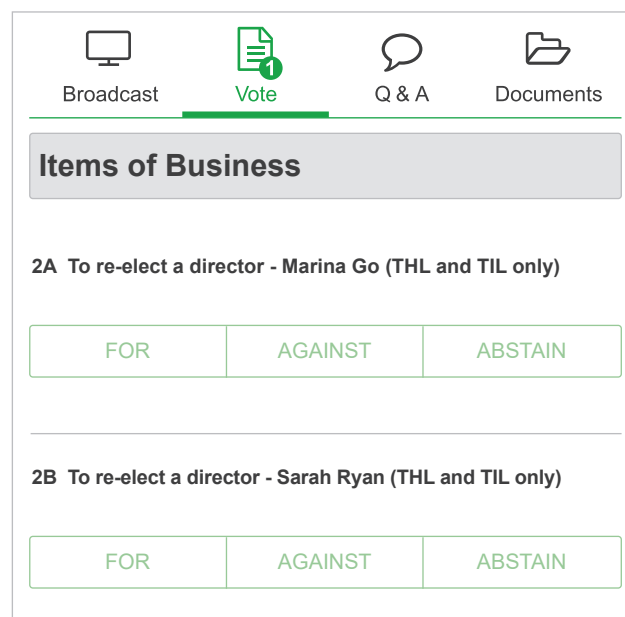 1
Broadcast Vote Q & A Documents
Items of Business
2A To re-elect a director - Marina Go (THL and TIL only)
FOR AGAINST ABSTAIN
2B To re-elect a director - Sarah Ryan (THL and TIL only)
FOR AGAINST ABSTAIN